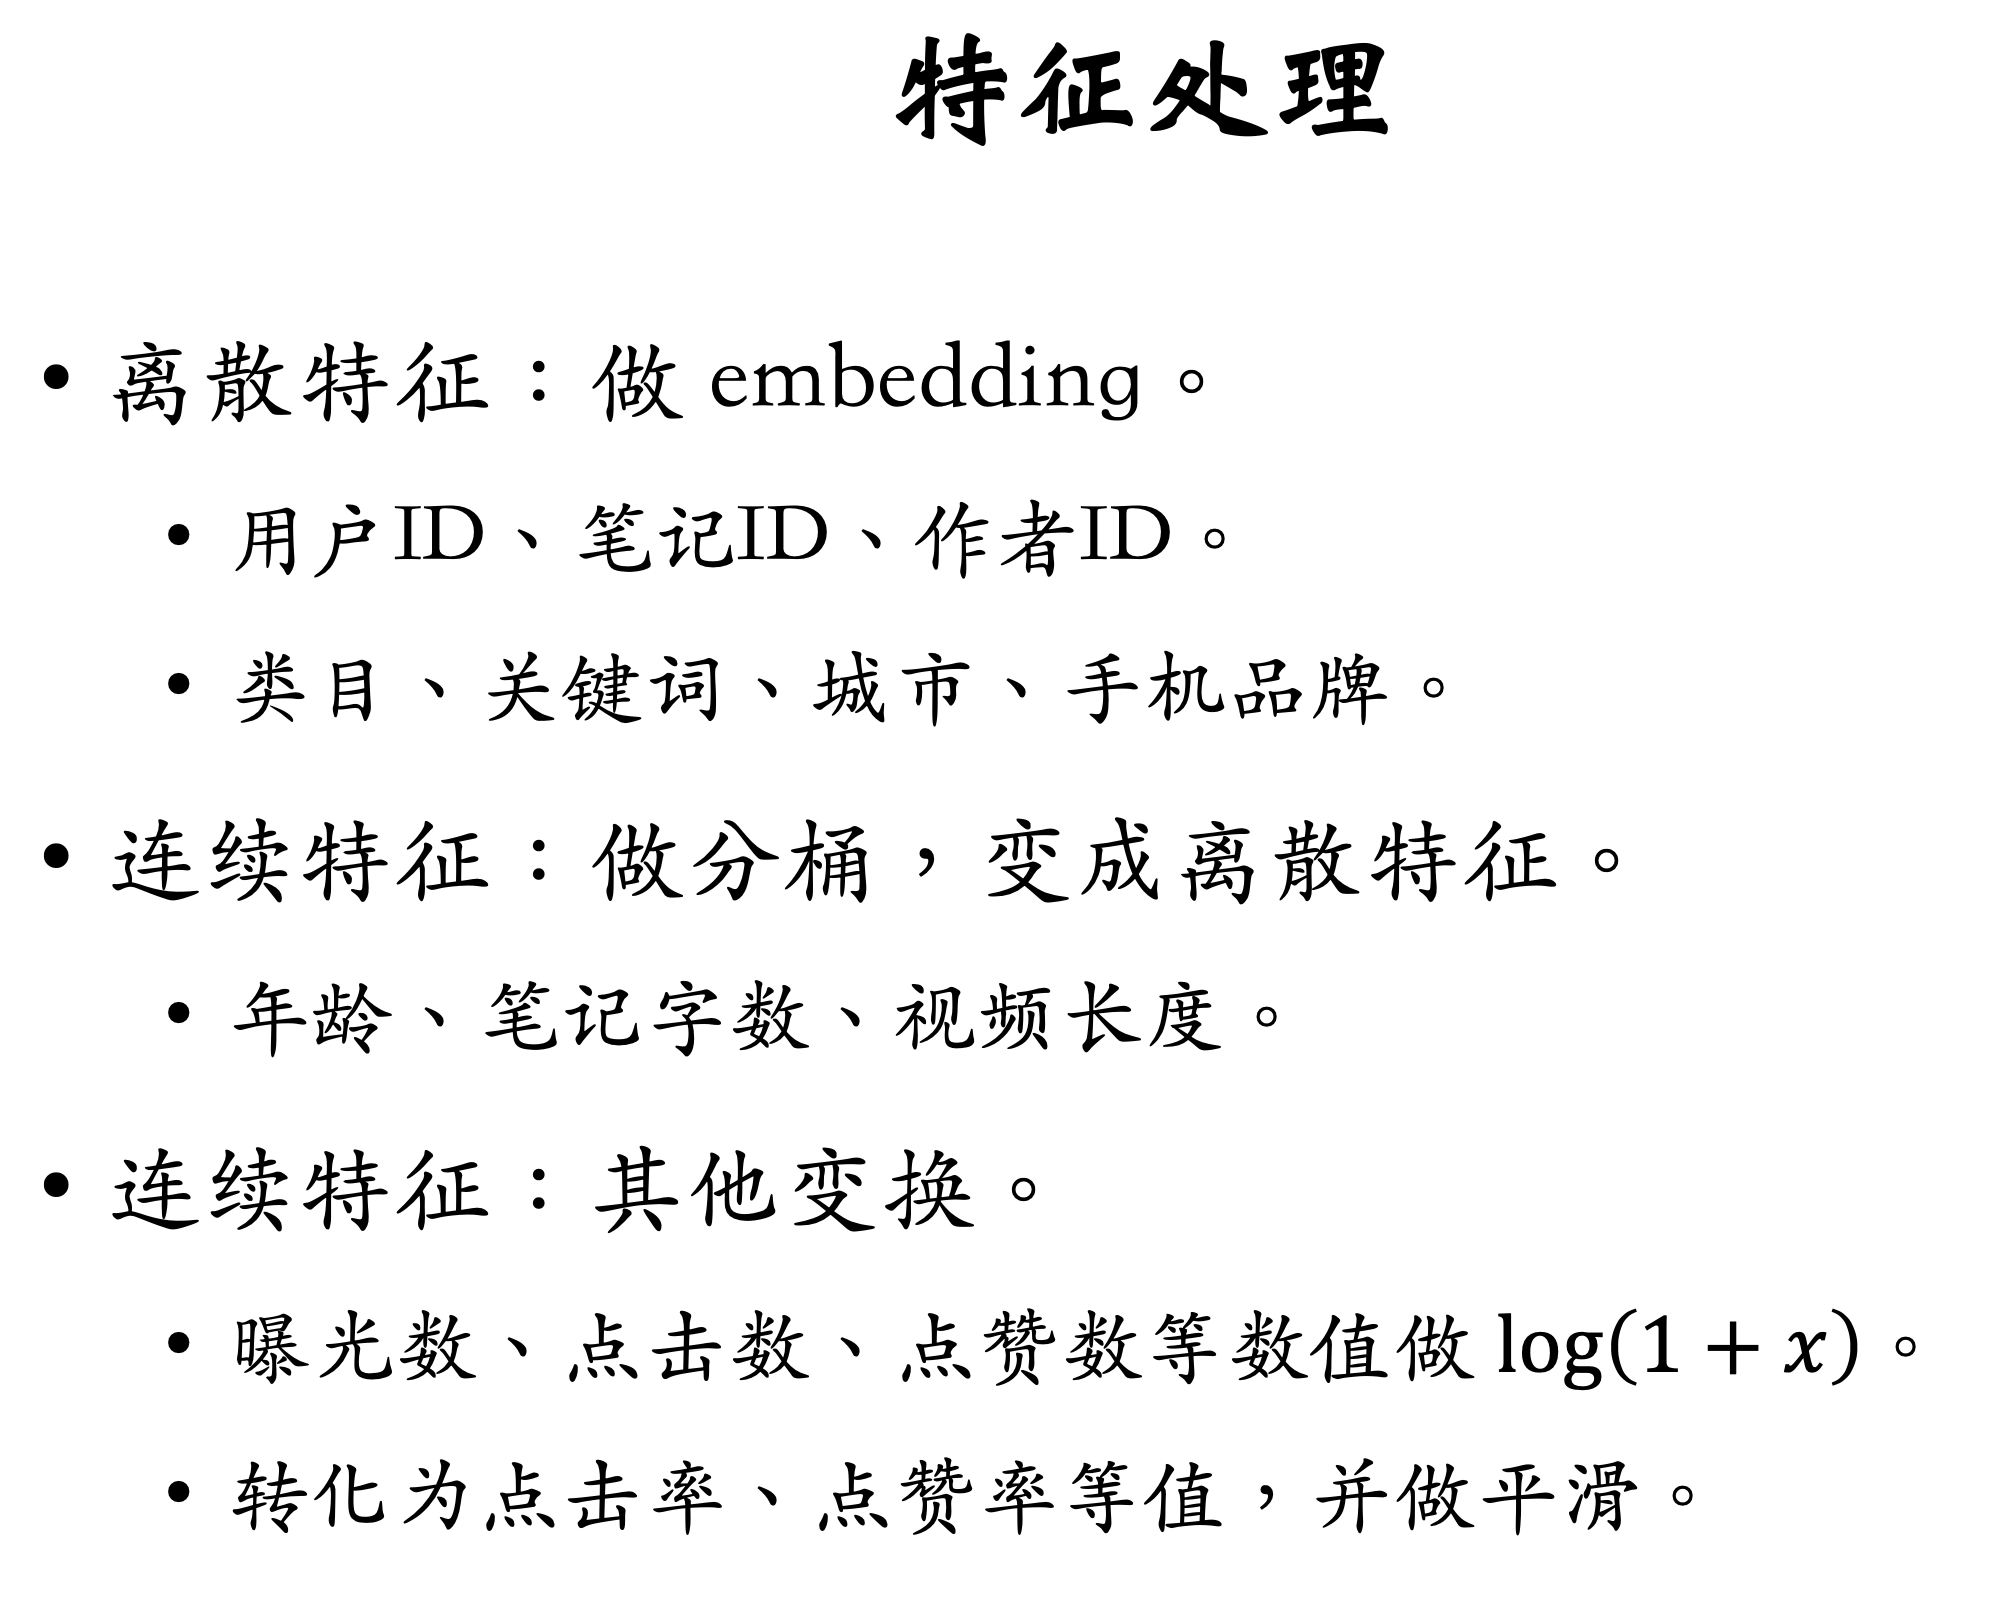 特征处理
• 离散特征：做 embedding。
• 用户ID、笔记ID、作者ID。
• 类目、关键词、城市、手机品牌。
• 连续特征：做分桶，变成离散特征。
• 年龄、笔记字数、视频长度。
• 连续特征：其他变换。
• 曝光数、点击数、点赞数等数值做 log(1 + x)。
• 转化为点击率、点赞率等值，并做平滑。